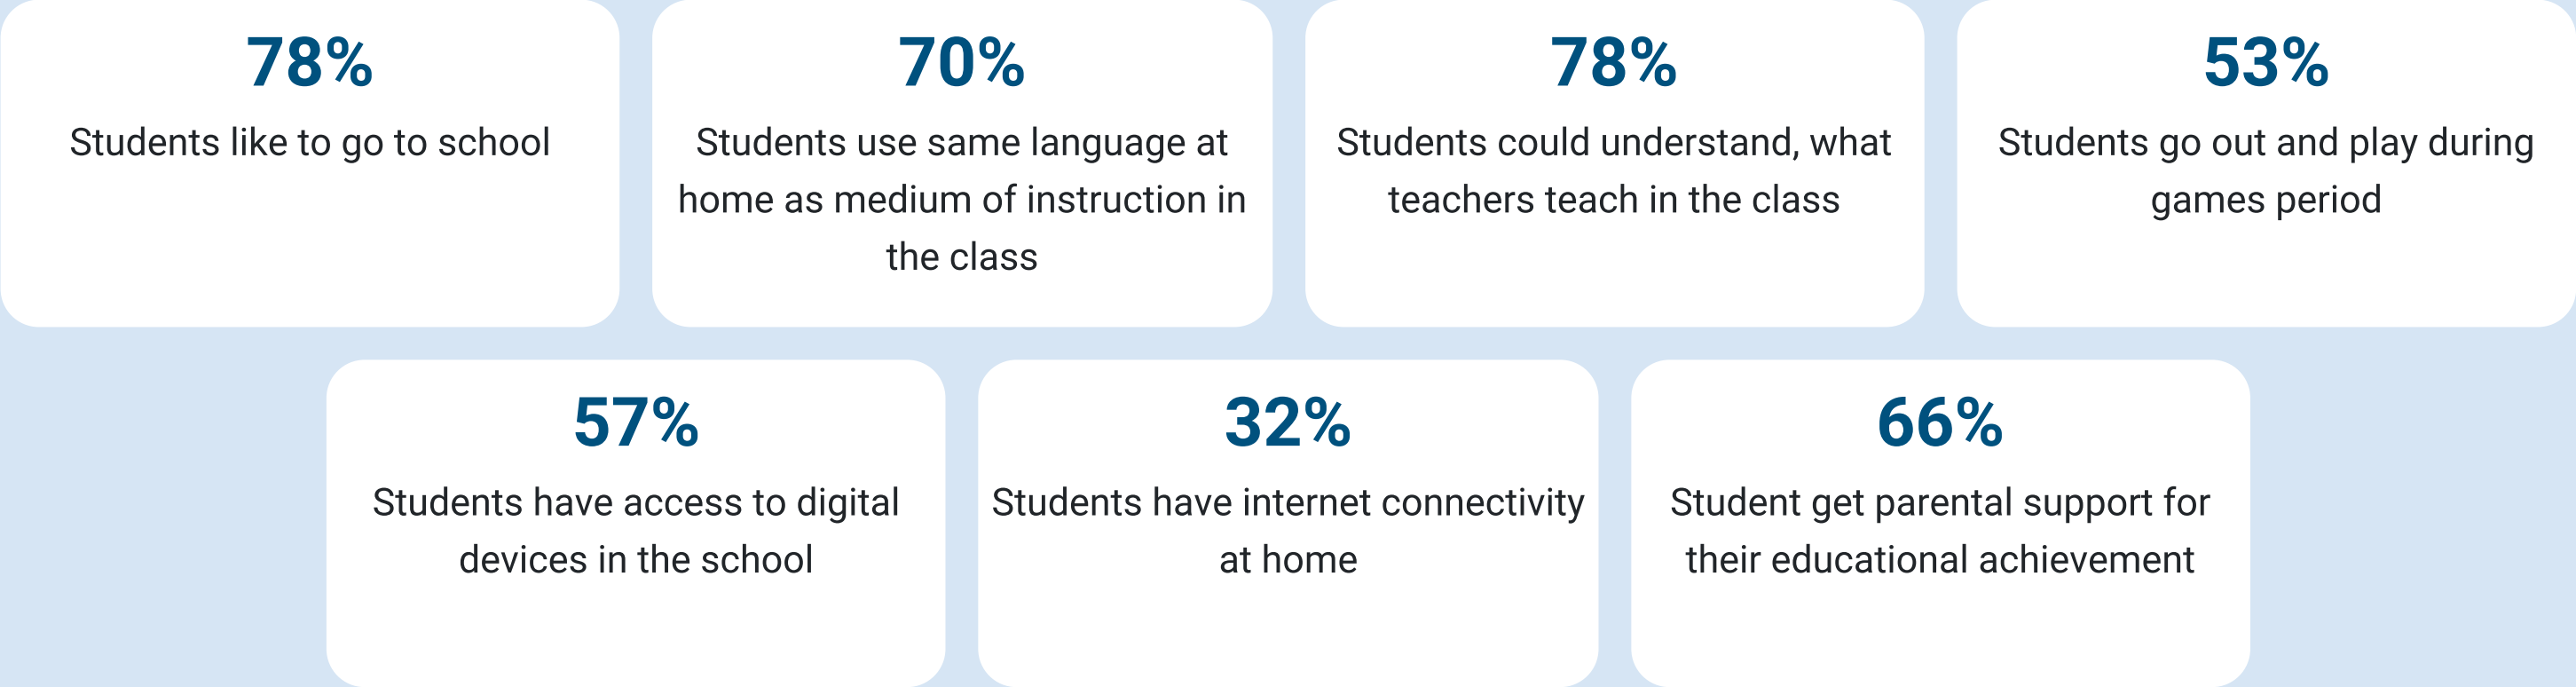 78%
Students like to go to school
70%
Students use same language at
home as medium of instruction in
the class
78%
Students could understand, what
teachers teach in the class
53%
Students go out and play during
games period
57%
Students have access to digital
devices in the school
32%
Students have internet connectivity
at home
66%
Student get parental support for
their educational achievement